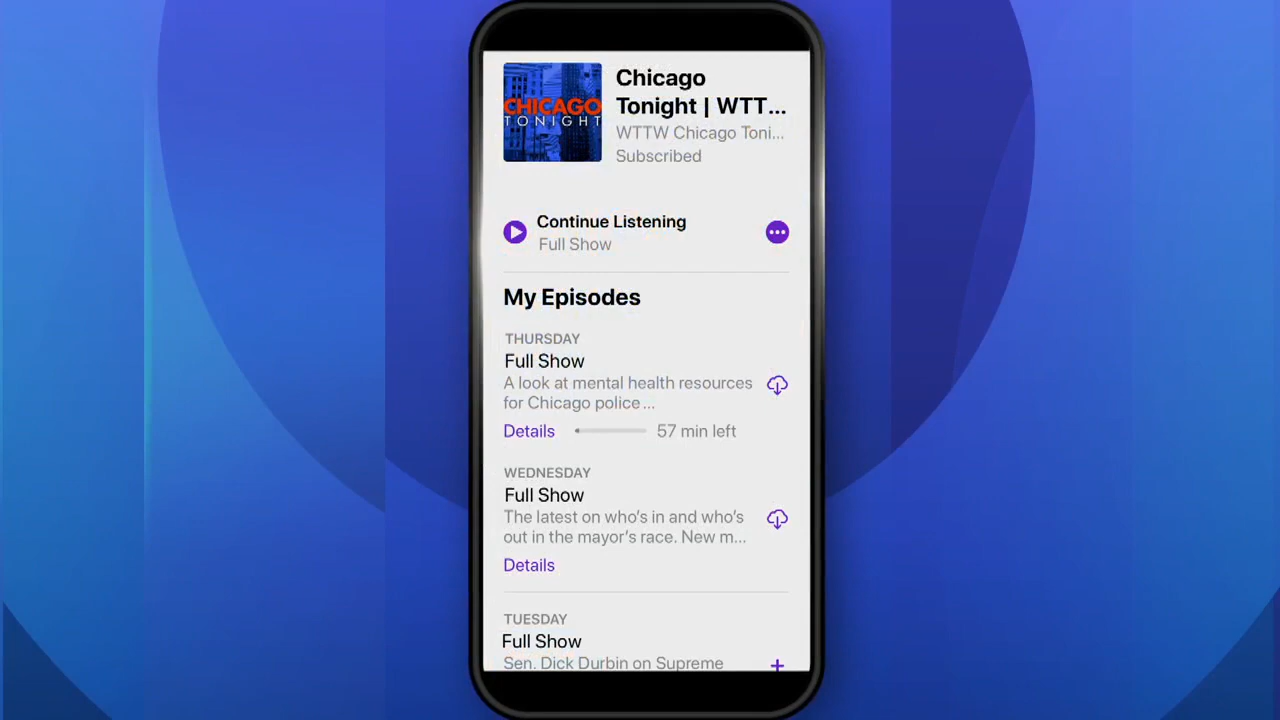 CHICAGO
TONIGHT
Chicago
Tonight | WTT...
WTTW Chicago Toni...
Subscribed
Continue Listening
Full Show
My Episodes
THURSDAY
Full Show
A look at mental health resources
for Chicago police...
Details
57 min left
WEDNESDAY
Full Show
The latest on who’s in and who’s
out in the mayor’s race. New m...
Details
TUESDAY
Full Show
Sen. Dick Durbin on Supreme